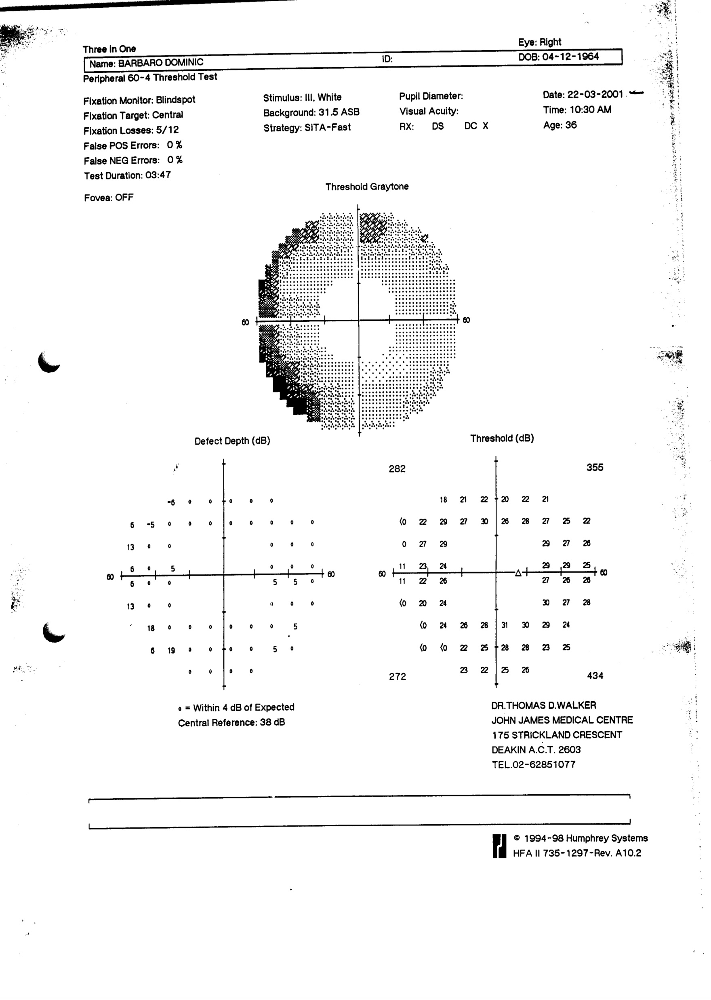 Three in One
Eye: Right
Name: BARBARO DOMINIC ID: DOB: 04-12-1964
Peripheral 60-4 Threshold Test
Fixation Monitor: Blindspot Stimulus: III, White Pupil Diameter: Date: 22-03-2001
Fixation Target: Central Background: 31.5 ASB Visual Acuity: Time: 10:30 AM
Fixation Losses: 5/12 Strategy: SITA-Fast RX: DS DC X Age: 36
False POS Errors: 0 %
False NEG Errors: 0 %
Test Duration: 03:47
Fovea: OFF
Threshold Graytone
60 60
Defect Depth (dB)
-6 o o o o o
6 -5 o o o o o o o o
13 o o o o o
6 o 5 o o o
60 60
6 o o 5 5 o
13 o o o o o
18 o o o o o o 5
6 19 o o o o 5 o
o o o o
o = Within 4 dB of Expected
Central Reference: 38 dB
Threshold (dB)
282 355
18 21 22 20 22 21
<0 22 29 27 30 26 28 27 25 22
0 27 29 29 27 26
11 23 24 29 29 25
60 60
11 22 26 27 26 26
<0 20 24 30 27 28
<0 24 26 28 31 30 29 24
<0 <0 22 25 28 28 23 25
23 22 25 26
272 434
DR.THOMAS D.WALKER
JOHN JAMES MEDICAL CENTRE
175 STRICKLAND CRESCENT
DEAKIN A.C.T. 2603
TEL.02-62851077
© 1994-98 Humphrey Systems
HFA II 735-1297-Rev. A10.2